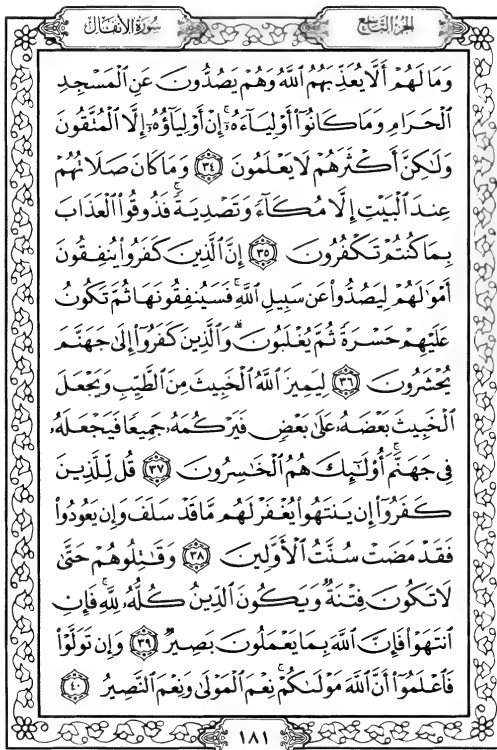 الجزء التاسع
سورة الأنفال
وَمَا لَهُمْ أَلَّا يُعَذِّبَهُمُ ٱللَّهُ وَهُمْ يَصُدُّونَ عَنِ ٱلْمَسْجِدِ
ٱلْحَرَامِ وَمَا كَانُوٓا۟ أَوْلِيَآءَهُۥٓ ۚ إِنْ أَوْلِيَآؤُهُۥٓ إِلَّا ٱلْمُتَّقُونَ
وَلَٰكِنَّ أَكْثَرَهُمْ لَا يَعْلَمُونَ ٣٤ وَمَا كَانَ صَلَاتُهُمْ
عِندَ ٱلْبَيْتِ إِلَّا مُكَآءً وَتَصْدِيَةً ۚ فَذُوقُوا۟ ٱلْعَذَابَ
بِمَا كُنتُمْ تَكْفُرُونَ ٣٥ إِنَّ ٱلَّذِينَ كَفَرُوا۟ يُنفِقُونَ
أَمْوَٰلَهُمْ لِيَصُدُّوا۟ عَن سَبِيلِ ٱللَّهِ ۚ فَسَيُنفِقُونَهَا ثُمَّ تَكُونُ
عَلَيْهِمْ حَسْرَةً ثُمَّ يُغْلَبُونَ ۗ وَٱلَّذِينَ كَفَرُوٓا۟ إِلَىٰ جَهَنَّمَ
يُحْشَرُونَ ٣٦ لِيَمِيزَ ٱللَّهُ ٱلْخَبِيثَ مِنَ ٱلطَّيِّبِ وَيَجْعَلَ
ٱلْخَبِيثَ بَعْضَهُۥ عَلَىٰ بَعْضٍ فَيَرْكُمَهُۥ جَمِيعًا فَيَجْعَلَهُۥ
فِى جَهَنَّمَ ۚ أُو۟لَٰٓئِكَ هُمُ ٱلْخَٰسِرُونَ ٣٧ قُل لِّلَّذِينَ
كَفَرُوٓا۟ إِن يَنتَهُوا۟ يُغْفَرْ لَهُم مَّا قَدْ سَلَفَ وَإِن يَعُودُوا۟
فَقَدْ مَضَتْ سُنَّتُ ٱلْأَوَّلِينَ ٣٨ وَقَٰتِلُوهُمْ حَتَّىٰ
لَا تَكُونَ فِتْنَةٌ وَيَكُونَ ٱلدِّينُ كُلُّهُۥ لِلَّهِ ۚ فَإِنِ
ٱنتَهَوْا۟ فَإِنَّ ٱللَّهَ بِمَا يَعْمَلُونَ بَصِيرٌ ٣٩ وَإِن تَوَلَّوْا۟
فَٱعْلَمُوٓا۟ أَنَّ ٱللَّهَ مَوْلَىٰكُمْ ۚ نِعْمَ ٱلْمَوْلَىٰ وَنِعْمَ ٱلنَّصِيرُ ٤٠
١٨١